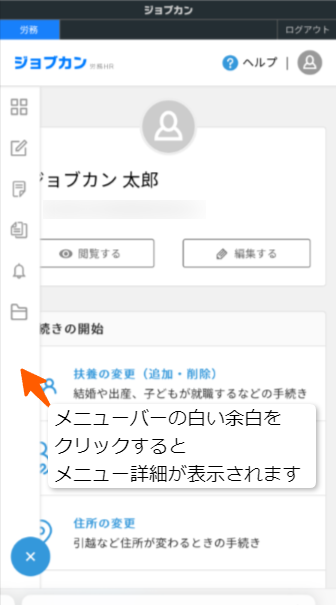 ジョブカン
労務
ログアウト
ジョブカン 労務HR
? ヘルプ
ジョブカン 太郎
閲覧する
編集する
続きの開始
扶養の変更（追加・削除）
結婚や出産、子どもが就職するなどの手続き
メニューバーの白い余白を
クリックすると
メニュー詳細が表示されます
住所の変更
引越など住所が変わるときの手続き